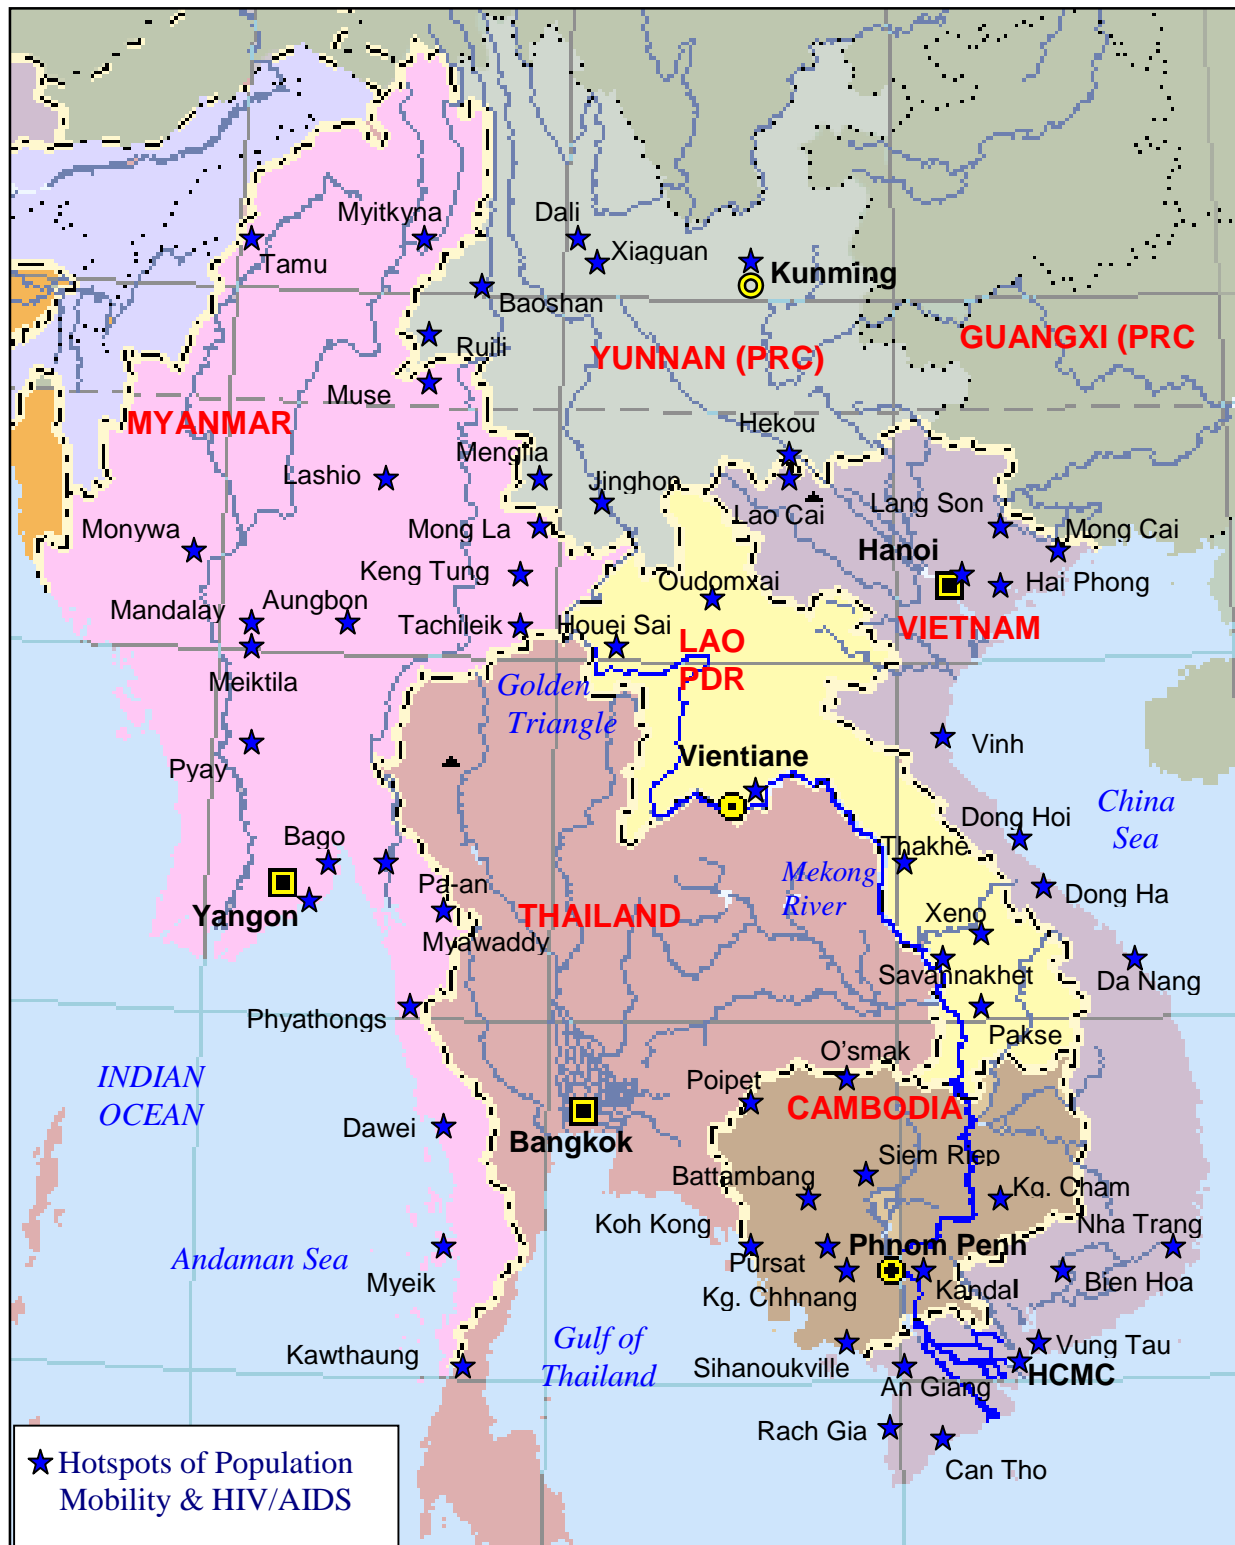 Myitkyna
Dali
Tamu
Xiaguan
Kunming
Baoshan
Ruili
YUNNAN (PRC)
GUANGXI (PRC
Muse
MYANMAR
Hekou
Menglia
Lashio
Jinghon
Lao Cai
Lang Son
Monywa
Mong La
Mong Cai
Hanoi
Keng Tung
Oudomxai
Hai Phong
Mandalay
Aungbon
Tachileik
Houei Sai
VIETNAM
LAO
PDR
Meiktila
Golden
Triangle
Pyay
Vientiane
Vinh
China
Sea
Dong Hoi
Bago
Thakhe
Pa-an
Mekong
River
Dong Ha
Yangon
THAILAND
Xeno
Myawaddy
Savannakhet
Da Nang
Phyathongs
Pakse
O'smak
INDIAN
OCEAN
Poipet
CAMBODIA
Dawei
Bangkok
Siem Riep
Battambang
Kg. Cham
Koh Kong
Nha Trang
Andaman Sea
Pursat
Phnom Penh
Myeik
Kg. Chhnang
Kandal
Bien Hoa
Gulf of
Thailand
Kawthaung
Sihanoukville
Vung Tau
An Giang
HCMC
Rach Gia
Can Tho
Hotspots of Population
Mobility & HIV/AIDS